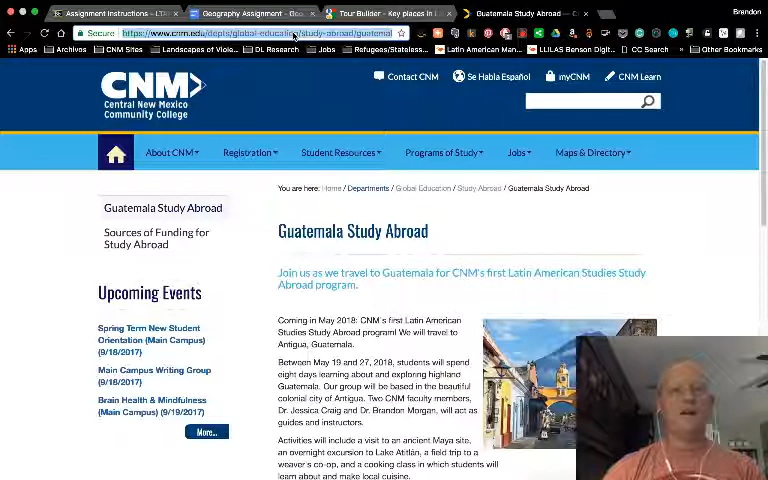 Assignment Instructions – LTA
Geography Assignment – Goo
Tour Builder – Key places in L
Guatemala Study Abroad — C
Brandon
Secure
https://www.cnm.edu/depts/global-education/study-abroad/guatemal
Apps
Archivos
CNM Sites
Landscapes of Viole...
DL Research
Jobs
Refugees/Stateless...
Latin American Man...
LLILAS Benson Digit...
CC Search
Other Bookmarks
CNM
Central New Mexico
Community College
Contact CNM
Se Habla Español
myCNM
CNM Learn
About CNM
Registration
Student Resources
Programs of Study
Jobs
Maps & Directory
You are here: Home / Departments / Global Education / Study Abroad / Guatemala Study Abroad
Guatemala Study Abroad
Sources of Funding for
Study Abroad
Upcoming Events
Spring Term New Student
Orientation (Main Campus)
(9/18/2017)
Main Campus Writing Group
(9/18/2017)
Brain Health & Mindfulness
(Main Campus) (9/19/2017)
More...
Guatemala Study Abroad
Join us as we travel to Guatemala for CNM's first Latin American Studies Study
Abroad program.
Coming in May 2018: CNM's first Latin American
Studies Study Abroad program! We will travel to
Antigua, Guatemala.
Between May 19 and 27, 2018, students will spend
eight days learning about and exploring highland
Guatemala. Our group will be based in the beautiful
colonial city of Antigua. Two CNM faculty members,
Dr. Jessica Craig and Dr. Brandon Morgan, will act as
guides and instructors.
Activities will include a visit to an ancient Maya site,
an overnight excursion to Lake Atitlán, a field trip to a
weaver's co-op, and a cooking class in which students will
learn about and make local cuisine.